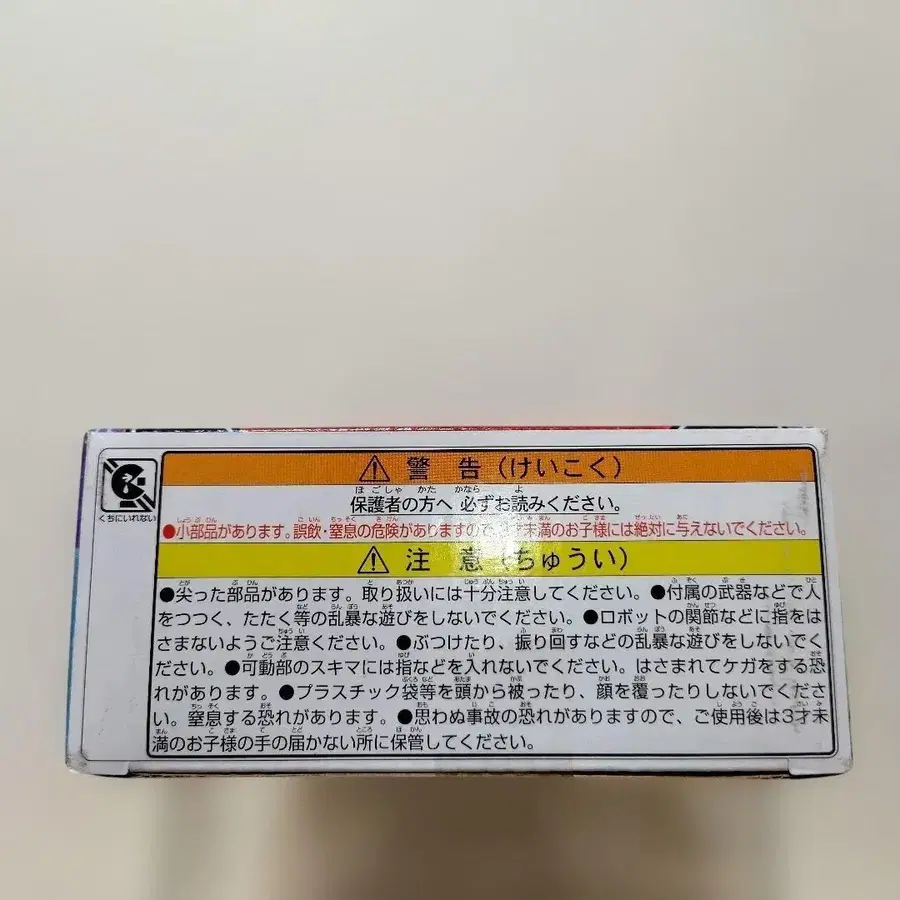 くちにいれない
警告(けいこく)
保護者の方へ 必ずお読みください。
●小部品があります。誤飲・窒息の危険がありますので、 未満のお子様には絶対に与えないでください。
注意(ちゅうい)
●尖った部品があります。取り扱いには十分注意してください。●付属の武器などで人
をつつく、たたく等の乱暴な遊びをしないでください。●ロボットの関節などに指をは
さまないようご注意ください。●ぶつけたり、振り回すなどの乱暴な遊びをしないでく
ださい。●可動部のスキマには指などを入れないでください。はさまれてケガをする恐
れがあります。●プラスチック袋等を頭から被ったり、顔を覆ったりしないでくださ
い。窒息する恐れがあります。●思わぬ事故の恐れがありますので、ご使用後は3才未
満のお子様の手の届かない所に保管してください。